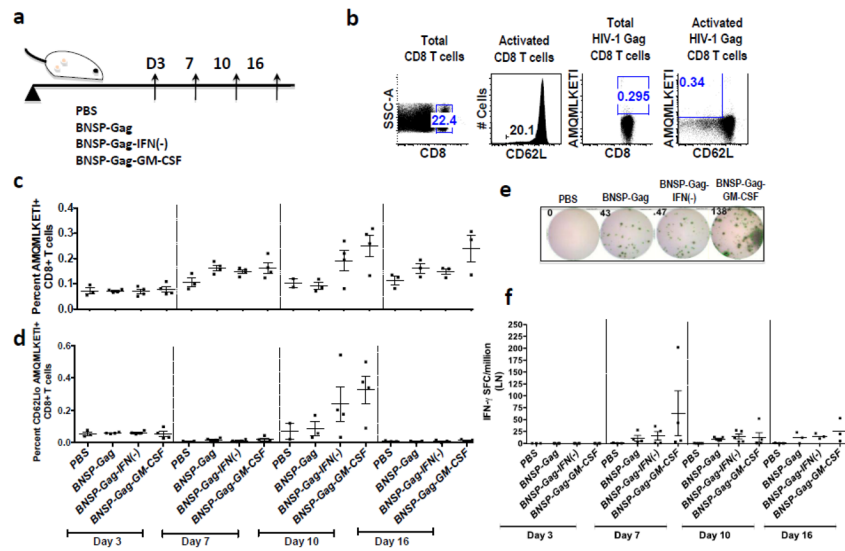 a
D3 7 10 16
PBS
BNSP-Gag
BNSP-Gag-IFN(-)
BNSP-Gag-GM-CSF
b
Total
CD8 T cells
Activated
CD8 T cells
Total
HIV-1 Gag
CD8 T cells
Activated
HIV-1 Gag
CD8 T cells
SSC-A
22.4
CD8
# Cells
20.1
CD62L
AMQMLKETI
0.295
CD8
AMQMLKETI
0.34
CD62L
c
Percent AMQMLKETI+
CD8+ T cells
0.4
0.3
0.2
0.1
0.0
d
Percent CD62Llo AMQMLKETI+
CD8+ T cells
0.6
0.4
0.2
0.0
PBS
BNSP-Gag
BNSP-Gag-IFN(-)
BNSP-Gag-GM-CSF
PBS
BNSP-Gag
BNSP-Gag-IFN(-)
BNSP-Gag-GM-CSF
PBS
BNSP-Gag
BNSP-Gag-IFN(-)
BNSP-Gag-GM-CSF
PBS
BNSP-Gag
BNSP-Gag-IFN(-)
BNSP-Gag-GM-CSF
Day 3
Day 7
Day 10
Day 16
e
PBS
BNSP-Gag
BNSP-Gag-
IFN(-)
BNSP-Gag-
GM-CSF
0
43
.47
138
f
IFN-γ SFC/million
(LN)
250
225
200
175
150
125
100
75
50
25
0
PBS
BNSP-Gag
BNSP-Gag-IFN(-)
BNSP-Gag-GM-CSF
PBS
BNSP-Gag
BNSP-Gag-IFN(-)
BNSP-Gag-GM-CSF
PBS
BNSP-Gag
BNSP-Gag-IFN(-)
BNSP-Gag-GM-CSF
PBS
BNSP-Gag
BNSP-Gag-IFN(-)
BNSP-Gag-GM-CSF
Day 3
Day 7
Day 10
Day 16